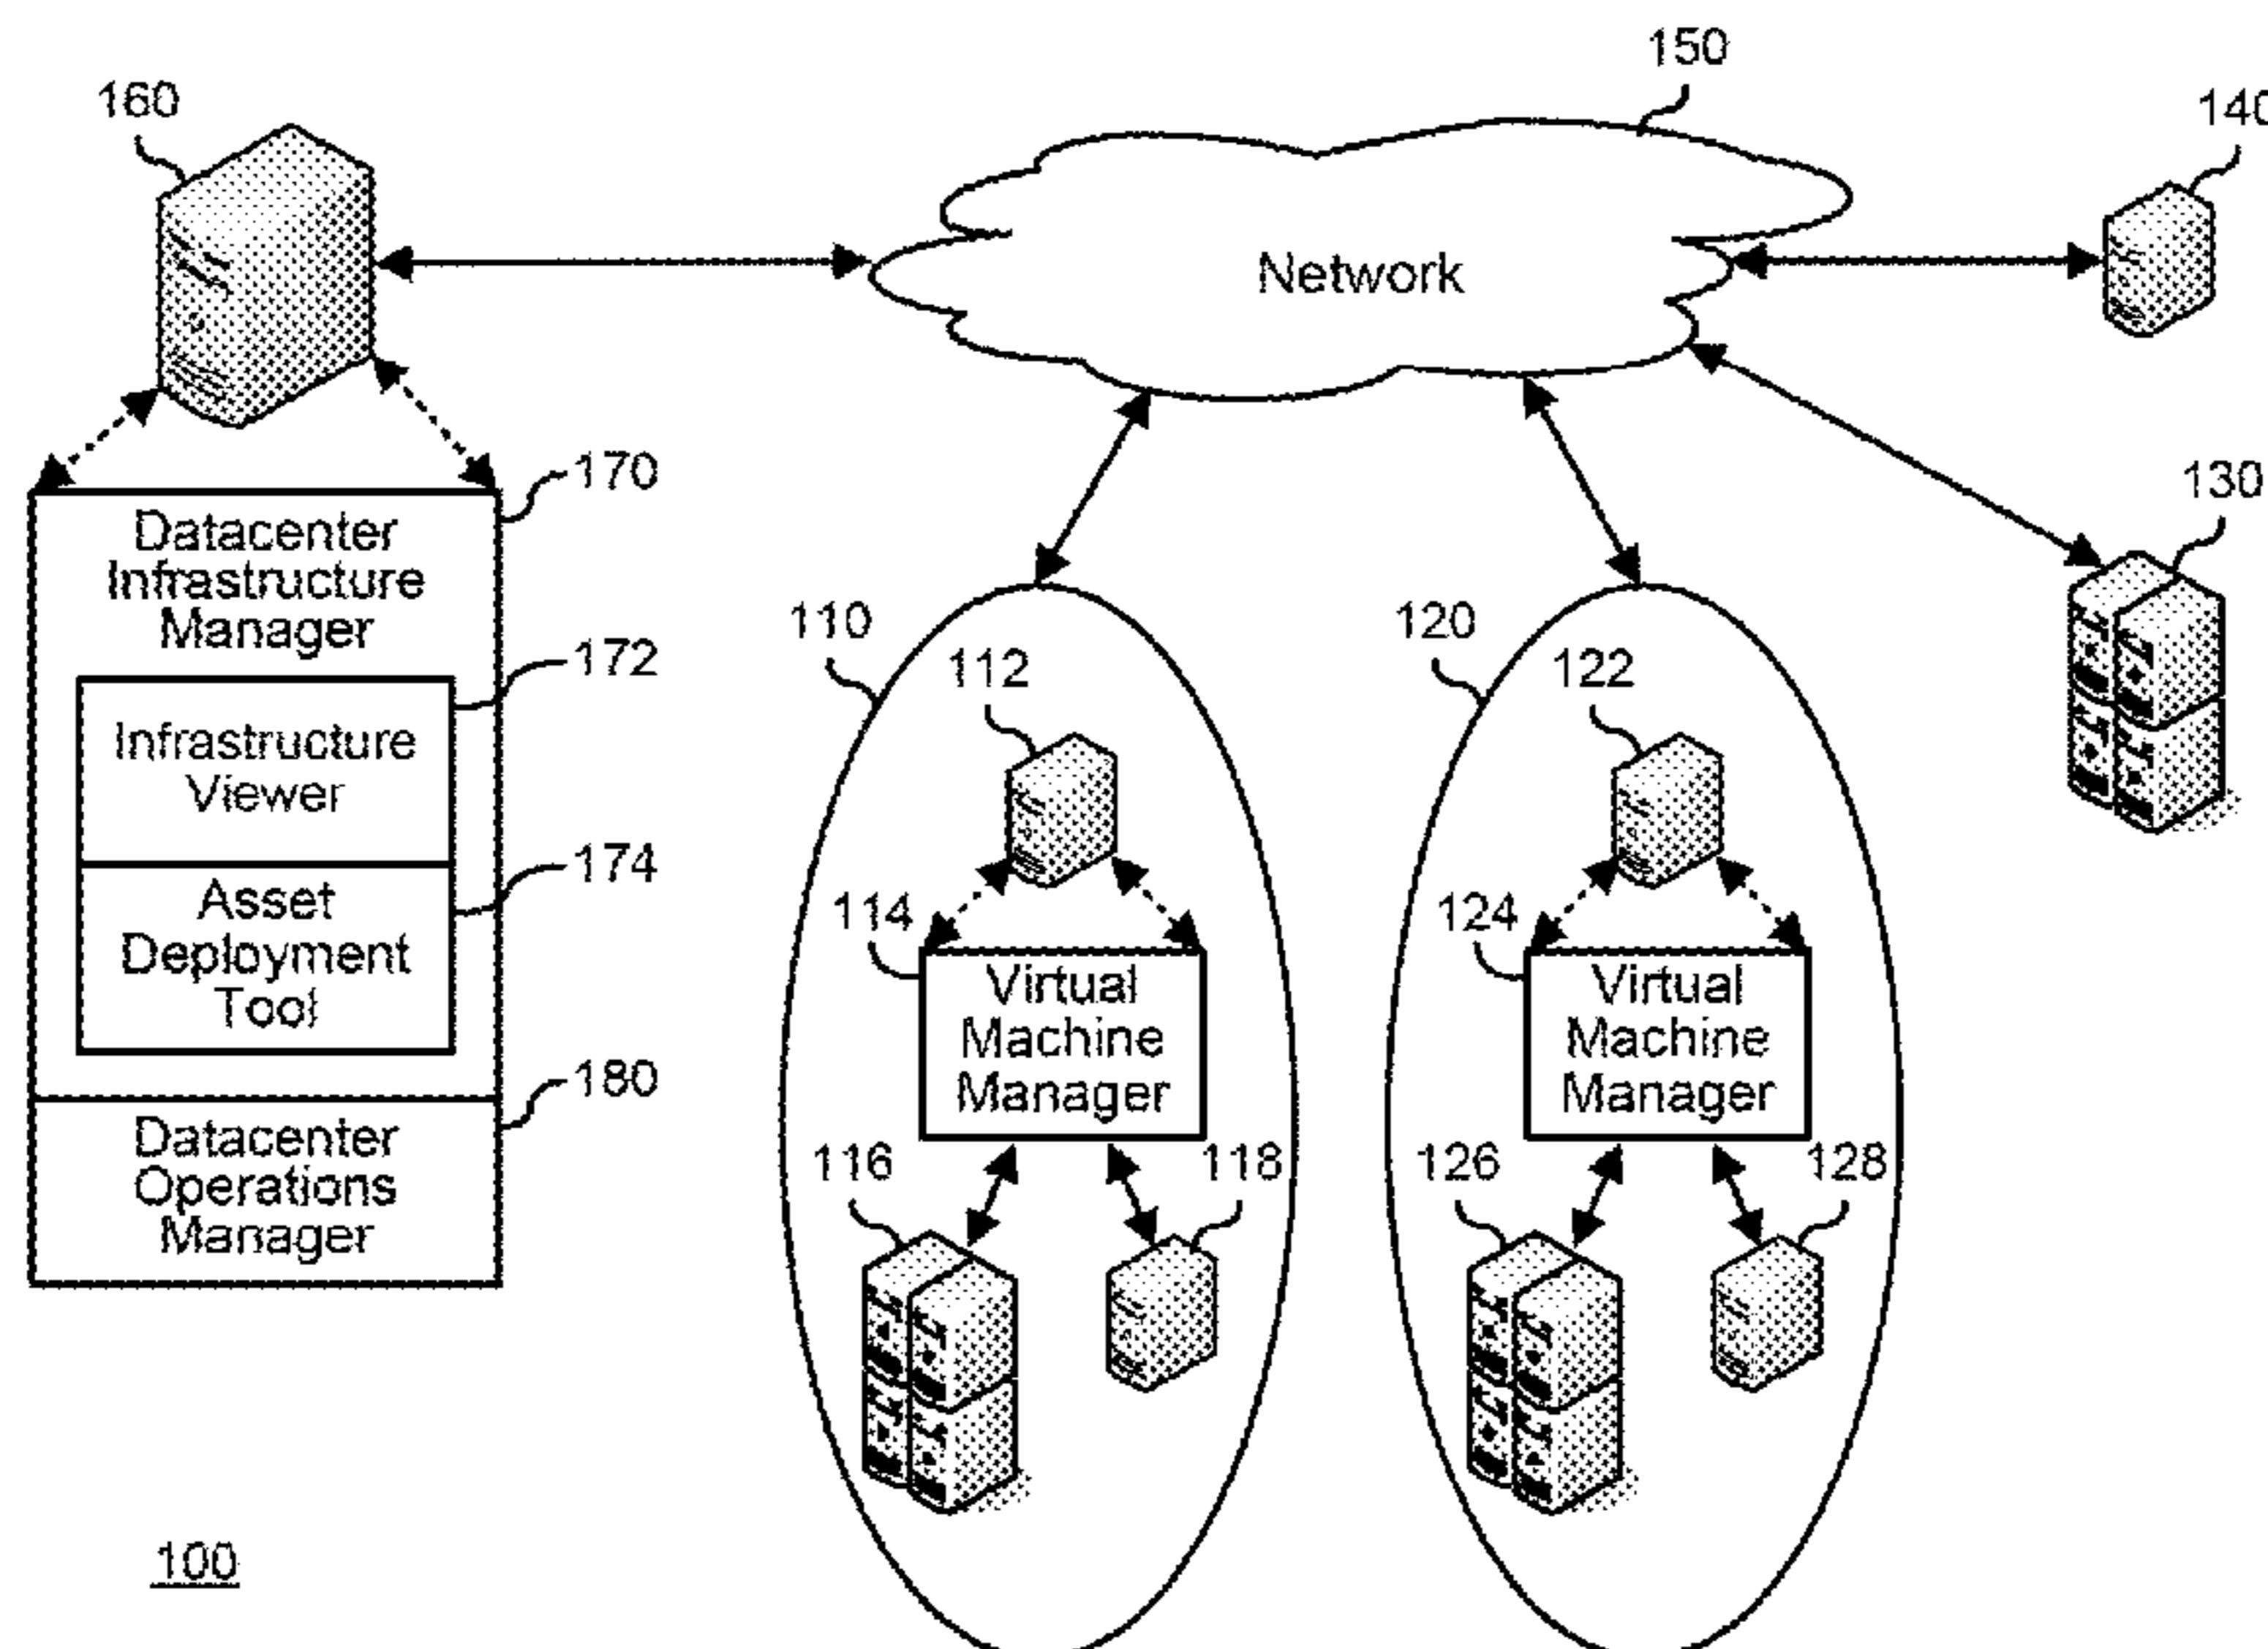 150
160
140
Network
170
Datacenter
Infrastructure
Manager
130
110
112
120
122
172
Infrastructure
Viewer
174
Asset
Deployment
Tool
114
Virtual
Machine
Manager
124
Virtual
Machine
Manager
180
Datacenter
Operations
Manager
116
118
126
128
100